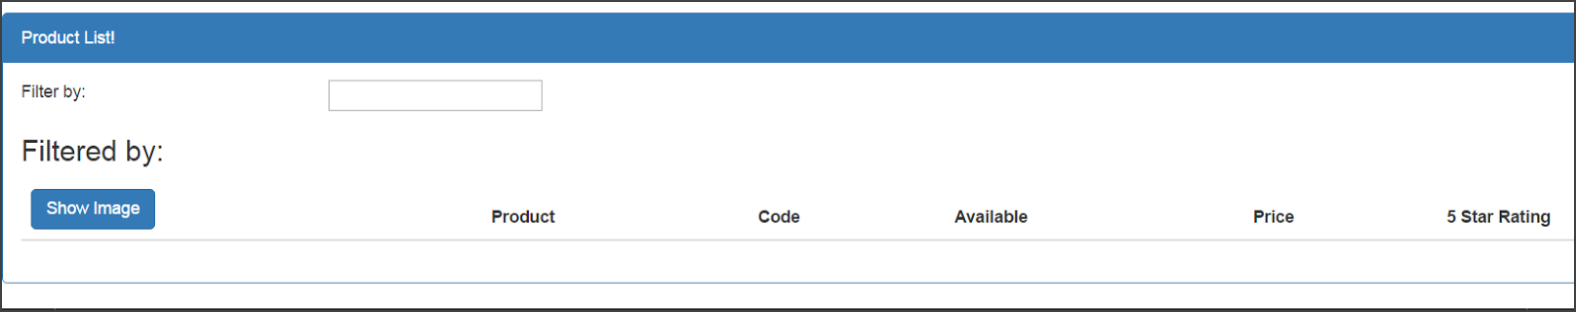 Product List!
Filter by:
Filtered by:
Show Image Product Code Available Price 5 Star Rating